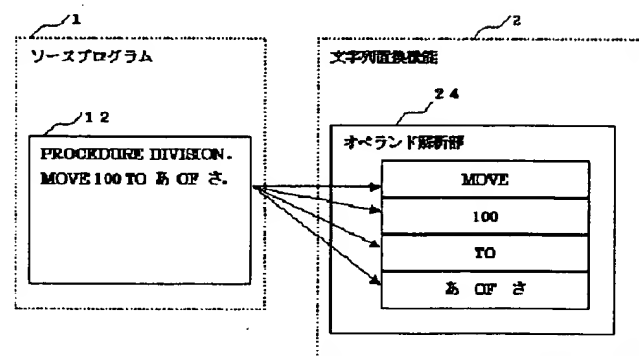 1
ソースプログラム
12
PROCEDURE DIVISION.
MOVE 100 TO あ OF さ.
2
文字列置換機能
24
オペランド解析部
MOVE
100
TO
あ OF さ